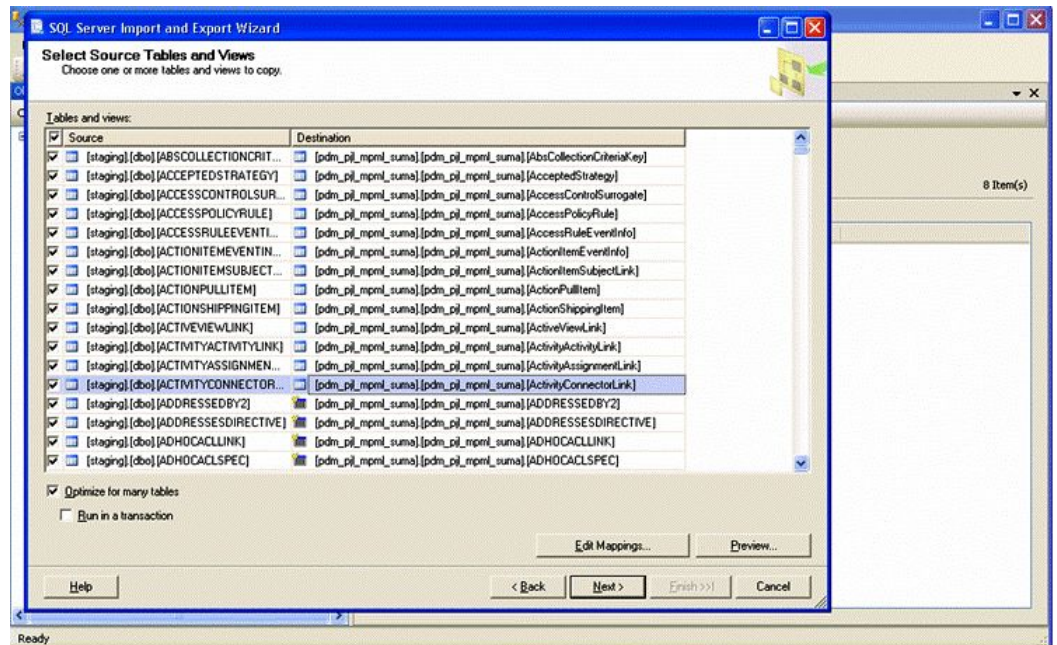 SQL Server Import and Export Wizard
Select Source Tables and Views
Choose one or more tables and views to copy.
Tables and views:
Source Destination
[staging].[dbo].[ABSCOLLECTIONCRIT... [pdm_pjl_mpml_suma].[pdm_pjl_mpml_suma].[AbsCollectionCriteriaKey]
[staging].[dbo].[ACCEPTEDSTRATEGY] [pdm_pjl_mpml_suma].[pdm_pjl_mpml_suma].[AcceptedStrategy]
[staging].[dbo].[ACCESSCONTROLSUR... [pdm_pjl_mpml_suma].[pdm_pjl_mpml_suma].[AccessControlSurrogate]
[staging].[dbo].[ACCESSPOLICYRULE] [pdm_pjl_mpml_suma].[pdm_pjl_mpml_suma].[AccessPolicyRule]
[staging].[dbo].[ACCESSRULEEVENTI... [pdm_pjl_mpml_suma].[pdm_pjl_mpml_suma].[AccessRuleEventInfo]
[staging].[dbo].[ACTIONITEMEVENTIN... [pdm_pjl_mpml_suma].[pdm_pjl_mpml_suma].[ActionItemEventInfo]
[staging].[dbo].[ACTIONITEMSUBJECT... [pdm_pjl_mpml_suma].[pdm_pjl_mpml_suma].[ActionItemSubjectLink]
[staging].[dbo].[ACTIONPULLITEM] [pdm_pjl_mpml_suma].[pdm_pjl_mpml_suma].[ActionPullItem]
[staging].[dbo].[ACTIONSHIPPINGITEM] [pdm_pjl_mpml_suma].[pdm_pjl_mpml_suma].[ActionShippingItem]
[staging].[dbo].[ACTIVEVIEWLINK] [pdm_pjl_mpml_suma].[pdm_pjl_mpml_suma].[ActiveViewLink]
[staging].[dbo].[ACTIVITYACTIVITYLINK] [pdm_pjl_mpml_suma].[pdm_pjl_mpml_suma].[ActivityActivityLink]
[staging].[dbo].[ACTIVITYASSIGNMEN... [pdm_pjl_mpml_suma].[pdm_pjl_mpml_suma].[ActivityAssignmentLink]
[staging].[dbo].[ACTIVITYCONNECTOR... [pdm_pjl_mpml_suma].[pdm_pjl_mpml_suma].[ActivityConnectorLink]
[staging].[dbo].[ADDRESSEDBY2] [pdm_pjl_mpml_suma].[pdm_pjl_mpml_suma].[ADDRESSEDBY2]
[staging].[dbo].[ADDRESSESDIRECTIVE] [pdm_pjl_mpml_suma].[pdm_pjl_mpml_suma].[ADDRESSESDIRECTIVE]
[staging].[dbo].[ADHOCACLLINK] [pdm_pjl_mpml_suma].[pdm_pjl_mpml_suma].[ADHOCACLLINK]
[staging].[dbo].[ADHOCACLSPEC] [pdm_pjl_mpml_suma].[pdm_pjl_mpml_suma].[ADHOCACLSPEC]
8 Item(s)
Optimize for many tables
Run in a transaction
Edit Mappings... Preview...
Help < Back Next > Finish >>| Cancel
Ready